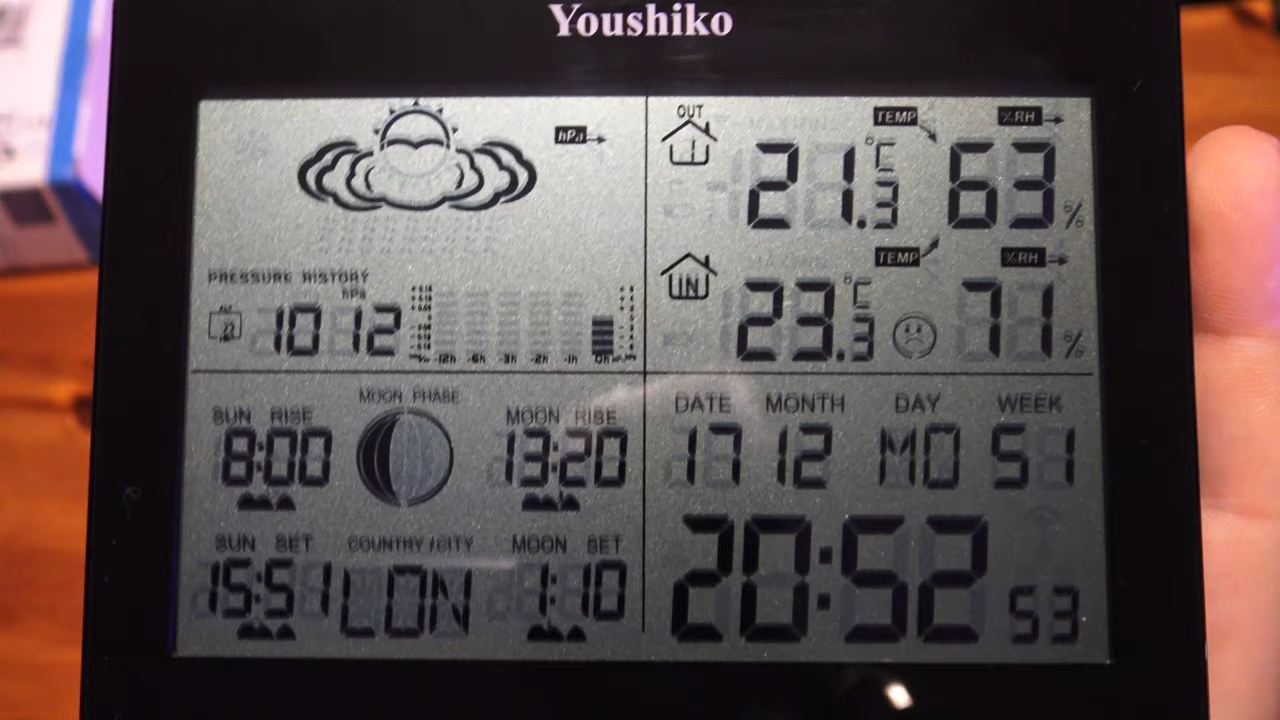 Youshiko
hPa
OUT
TEMP
%RH
21.3 °C
63 %
PRESSURE HISTORY
hPa
1012
-12h -6h -3h -2h -1h 0h
IN
TEMP
%RH
23.3 °C
71 %
SUN RISE
8:00
MOON PHASE
MOON RISE
13:20
SUN SET
15:51
COUNTRY/CITY
LON
MOON SET
1:10
DATE MONTH DAY WEEK
17 12 MO 51
20:52 53